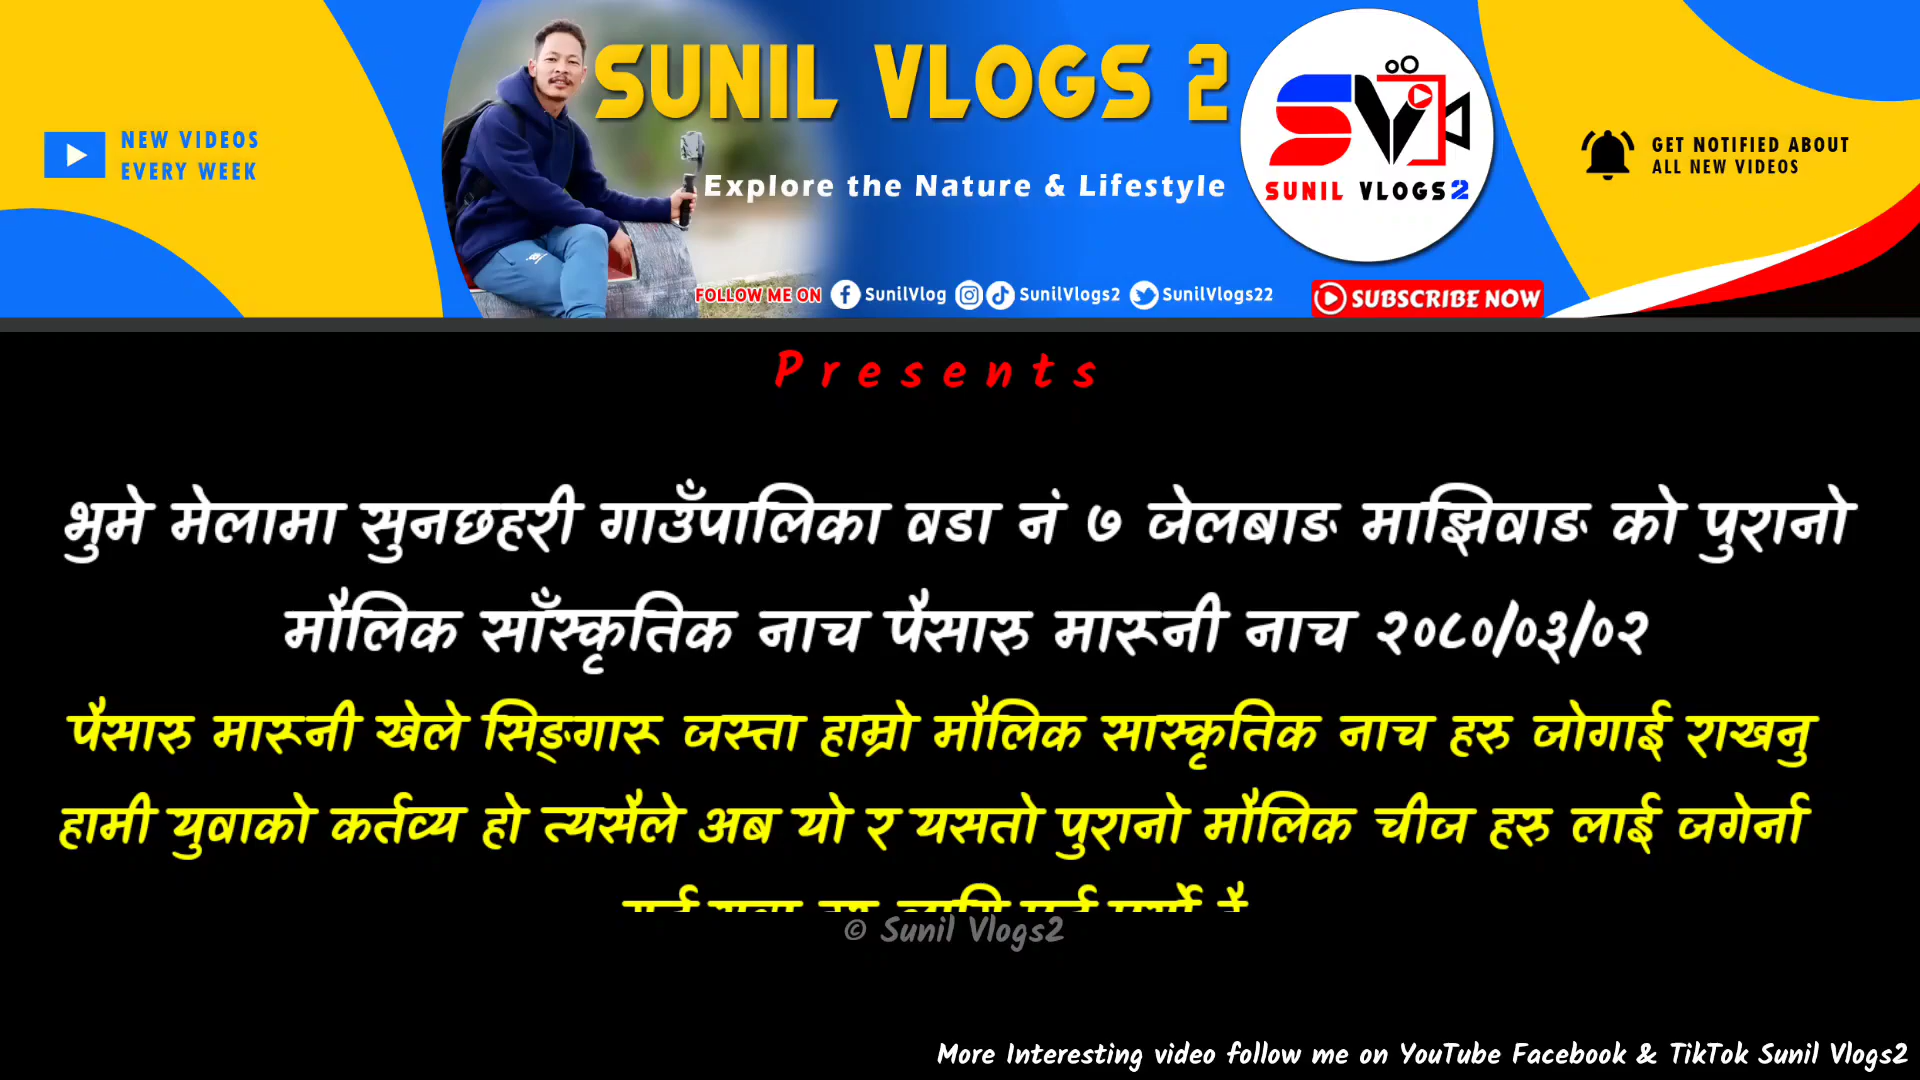 NEW VIDEOS
EVERY WEEK
SUNIL VLOGS 2
Explore the Nature & Lifestyle
FOLLOW ME ON SunilVlog SunilVlogs2 SunilVlogs22
SV
SUNIL VLOGS2
SUBSCRIBE NOW
GET NOTIFIED ABOUT
ALL NEW VIDEOS
Presents
भुमे मेलामा सुनछहरी गाउँपालिका वडा नं ७ जेलबाङ माझिवाङ को पुरानो
मौलिक साँस्कृतिक नाच पैसारु मारूनी नाच २०८०/०३/०२
पैसारु मारूनी खेले सिङ्गारू जस्ता हाम्रो मौलिक सास्कृतिक नाच हरु जोगाई राखनु
हामी युवाको कर्तव्य हो त्यसैले अब यो र यसतो पुरानो मौलिक चीज हरु लाई जगेर्ना
© Sunil Vlogs2
More Interesting video follow me on YouTube Facebook & TikTok Sunil Vlogs2